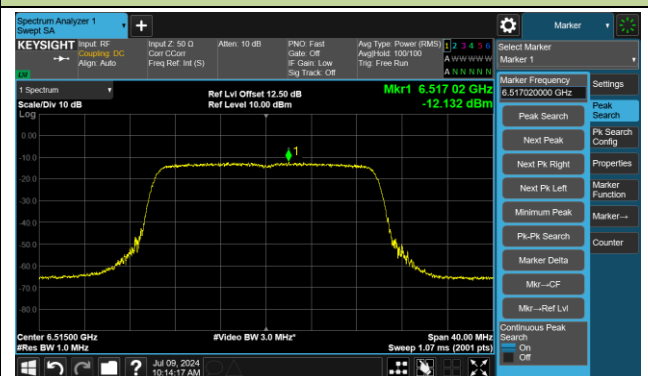 Spectrum Analyzer 1
Swept SA
Marker
KEYSIGHT
Input: RF
Coupling: DC
Align: Auto
Input Z: 50 Ω
Corr CCorr
Freq Ref: Int (S)
Atten: 10 dB
PNO: Fast
Gate: Off
IF Gain: Low
Sig Track: Off
Avg Type: Power (RMS)
Avg|Hold: 100/100
Trig: Free Run
1 2 3 4 5 6
A W W W W W
A N N N N N
LXI
Select Marker
Marker 1
1 Spectrum
Scale/Div 10 dB
Log
Ref Lvl Offset 12.50 dB
Ref Level 10.00 dBm
Mkr1 6.517 02 GHz
-12.132 dBm
1
0.00
-10.0
-20.0
-30.0
-40.0
-50.0
-60.0
-70.0
-80.0
Center 6.51500 GHz
#Res BW 1.0 MHz
#Video BW 3.0 MHz*
Span 40.00 MHz
Sweep 1.07 ms (2001 pts)
Marker Frequency
6.517020000 GHz
Peak Search
Next Peak
Next Pk Right
Next Pk Left
Minimum Peak
Pk-Pk Search
Marker Delta
Mkr→CF
Mkr→Ref Lvl
Continuous Peak
Search
On
Off
Settings
Peak
Search
Pk Search
Config
Properties
Marker
Function
Marker→
Counter
?
Jul 09, 2024
10:14:17 AM